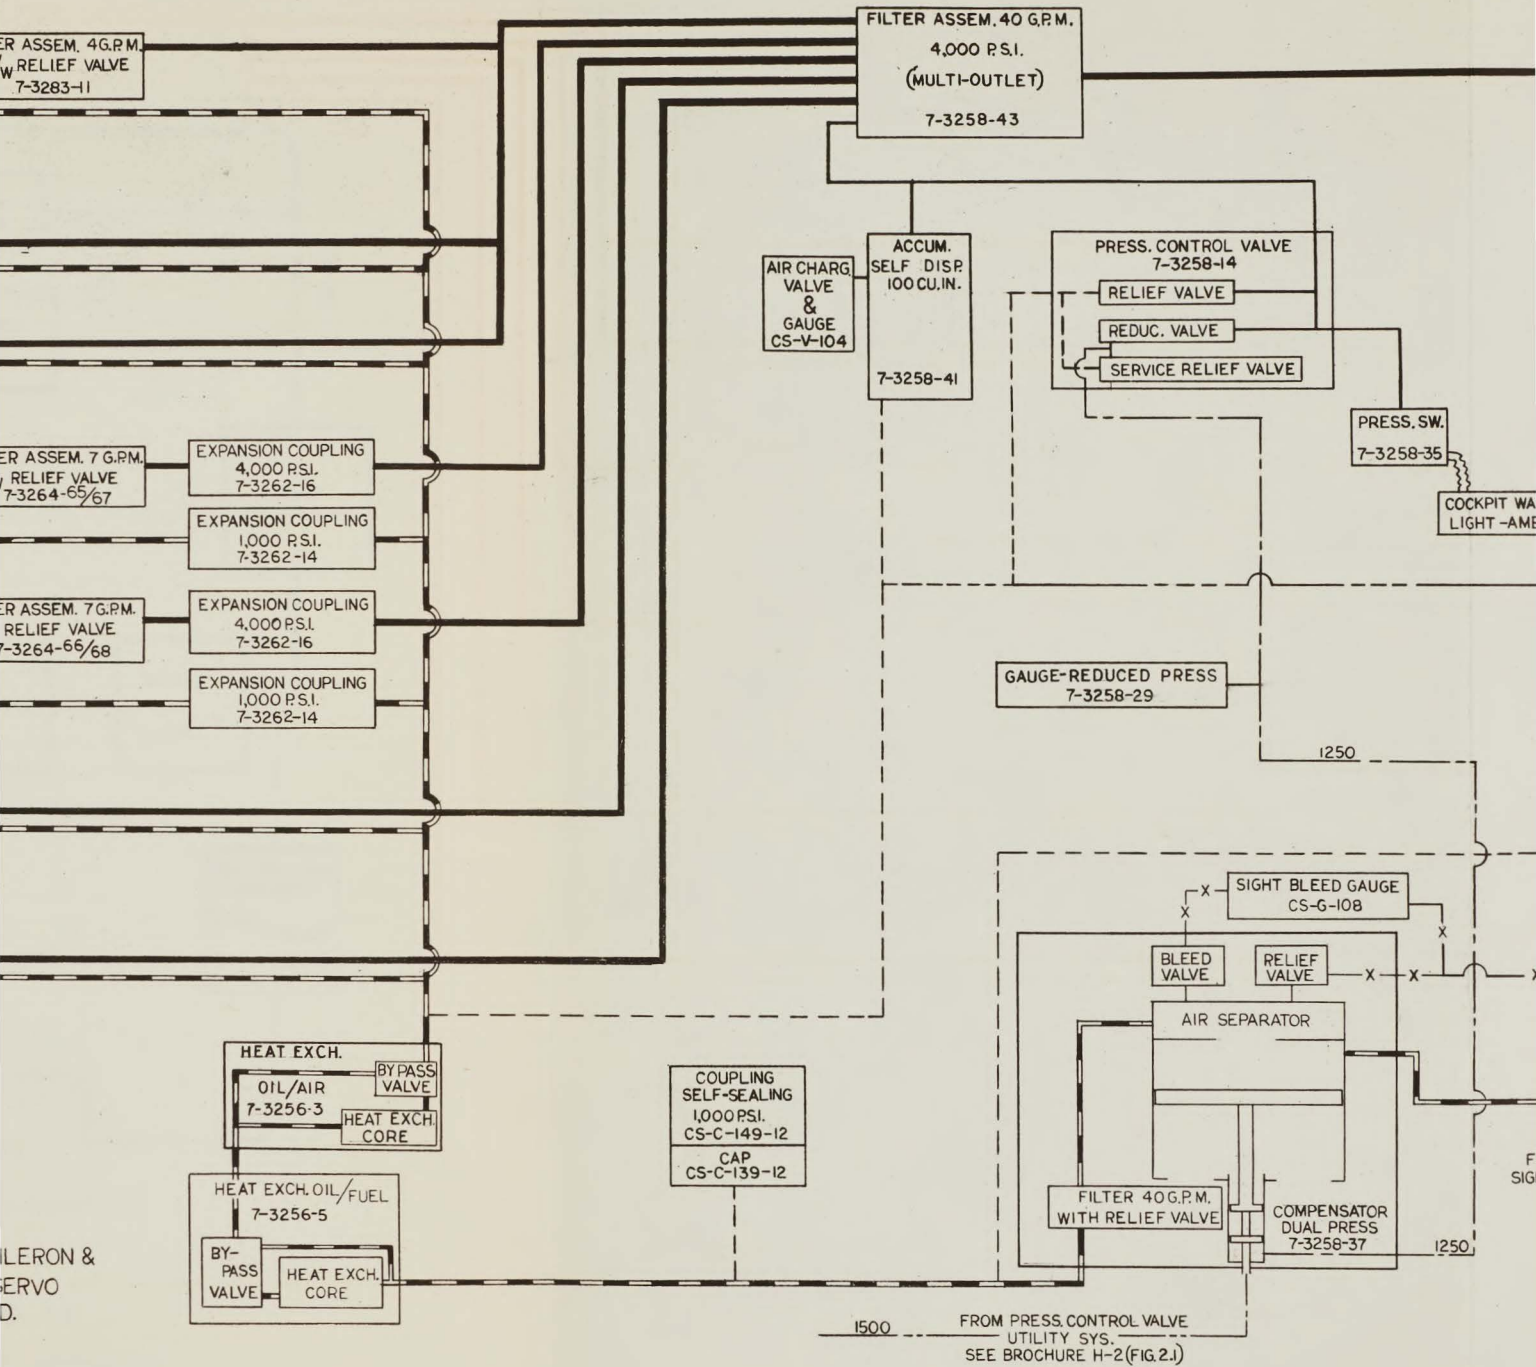 FILTER ASSEM. 40 G.P.M.
4,000 P.S.I.
(MULTI-OUTLET)
7-3258-43
ER ASSEM. 4G.P.M.
/W RELIEF VALVE
7-3283-11
ACCUM.
SELF DISP.
100 CU.IN.
7-3258-41
AIR CHARG.
VALVE
&
GAUGE
CS-V-104
PRESS. CONTROL VALVE
7-3258-14
RELIEF VALVE
REDUC. VALVE
SERVICE RELIEF VALVE
PRESS. SW.
7-3258-35
COCKPIT WA
LIGHT-AMB
ER ASSEM. 7 G.P.M.
RELIEF VALVE
7-3264-65/67
EXPANSION COUPLING
4,000 P.S.I.
7-3262-16
EXPANSION COUPLING
1,000 P.S.I.
7-3262-14
ER ASSEM. 7 G.P.M.
RELIEF VALVE
7-3264-66/68
EXPANSION COUPLING
4,000 P.S.I.
7-3262-16
EXPANSION COUPLING
1,000 P.S.I.
7-3262-14
GAUGE-REDUCED PRESS
7-3258-29
1250
SIGHT BLEED GAUGE
CS-G-108
X
X
X
BLEED
VALVE
RELIEF
VALVE
X
X
AIR SEPARATOR
HEAT EXCH.
OIL/AIR
7-3256-3
BYPASS
VALVE
HEAT EXCH.
CORE
COUPLING
SELF-SEALING
1,000 P.S.I.
CS-C-149-12
CAP
CS-C-139-12
HEAT EXCH. OIL/FUEL
7-3256-5
BY-
PASS
VALVE
HEAT EXCH.
CORE
FILTER 40 G.P.M.
WITH RELIEF VALVE
COMPENSATOR
DUAL PRESS
7-3258-37
1250
F
SIG
ILERON &
SERVO
D.
1500
FROM PRESS. CONTROL VALVE
UTILITY SYS.
SEE BROCHURE H-2 (FIG.2.1)